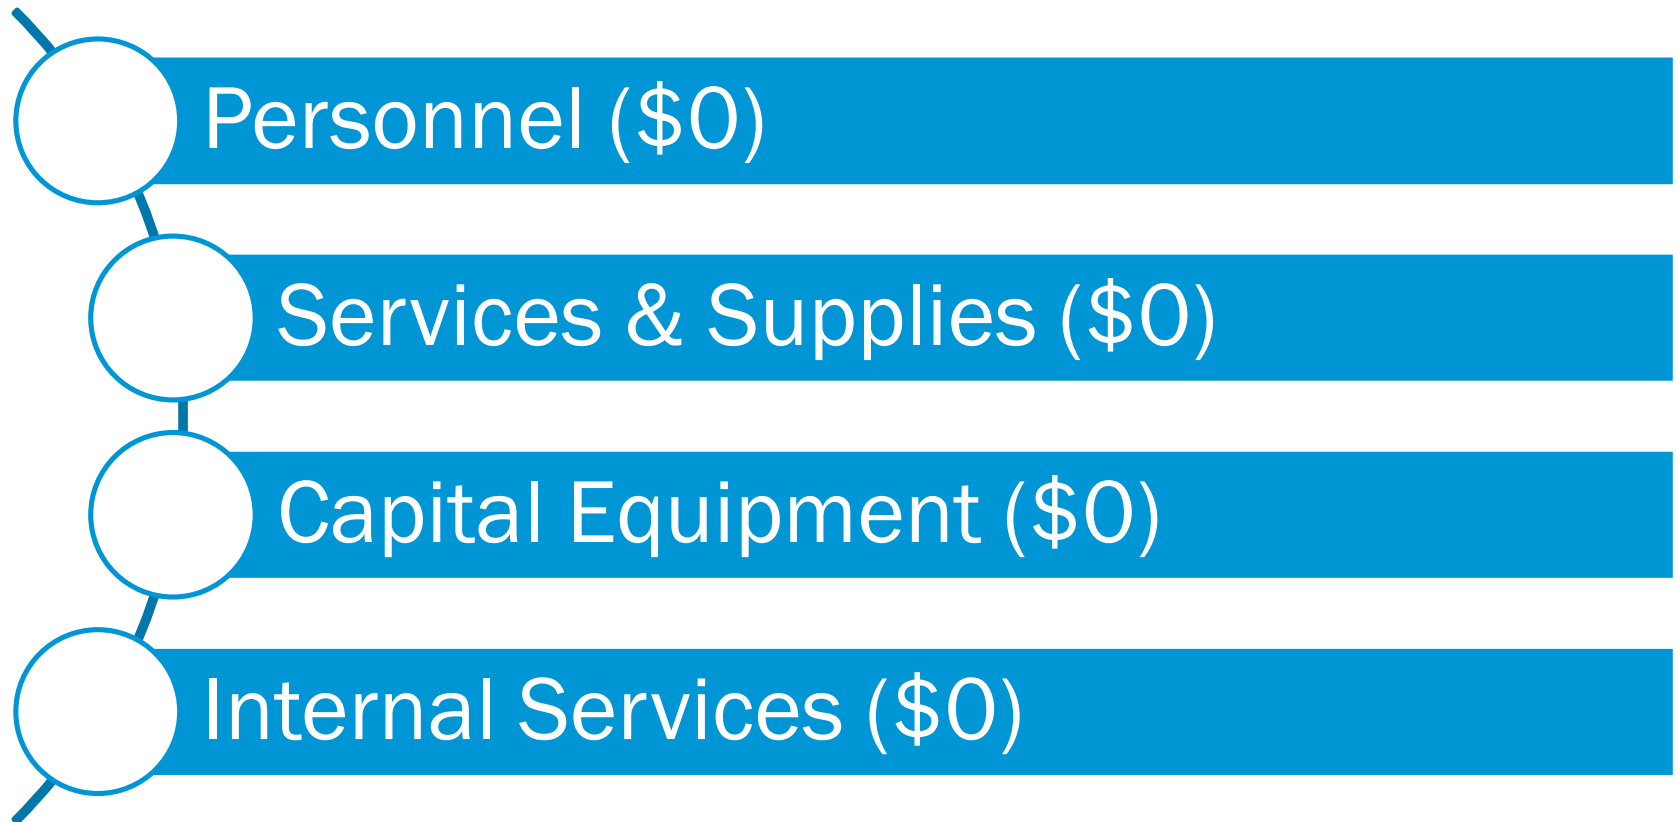 Personnel ($0)
Services & Supplies ($0)
Capital Equipment ($0)
Internal Services ($0)